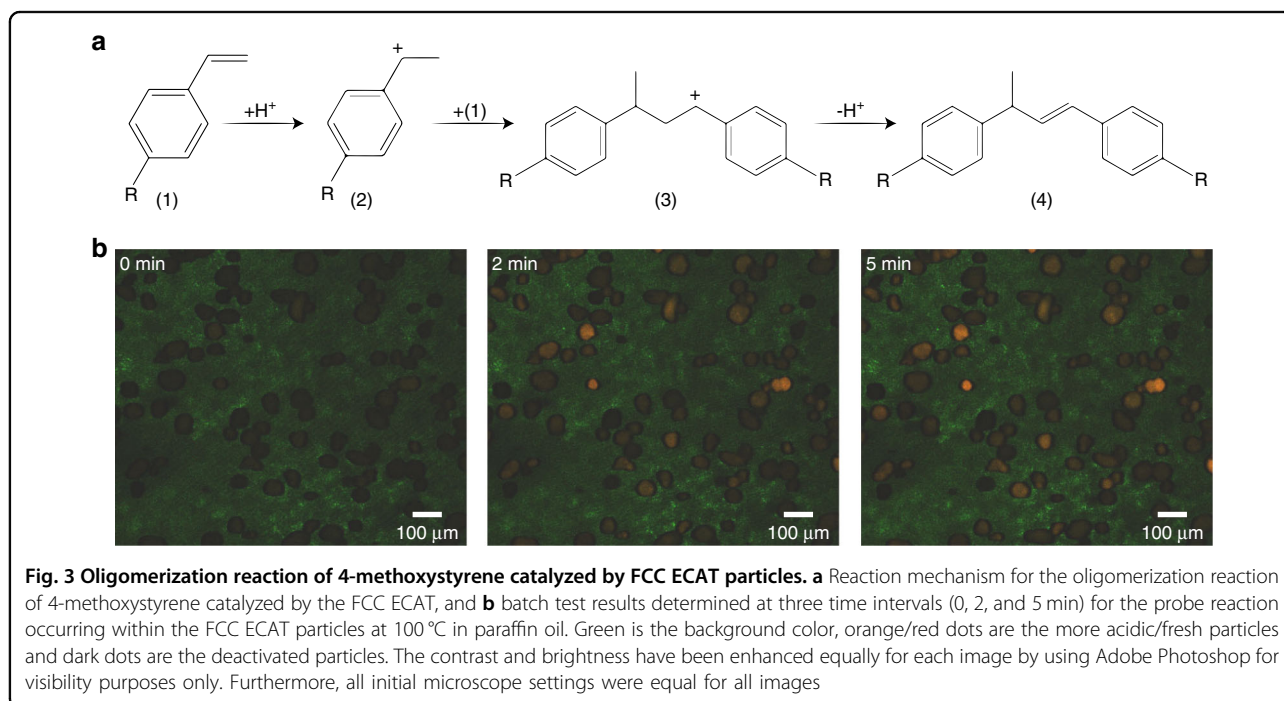 a
+H⁺ +(1) -H⁺
+ +
R (1) R (2) R (3) R R (4) R
b
0 min 2 min 5 min
100 μm 100 μm 100 μm
Fig. 3 Oligomerization reaction of 4-methoxystyrene catalyzed by FCC ECAT particles. a Reaction mechanism for the oligomerization reaction
of 4-methoxystyrene catalyzed by the FCC ECAT, and b batch test results determined at three time intervals (0, 2, and 5 min) for the probe reaction
occurring within the FCC ECAT particles at 100 °C in paraffin oil. Green is the background color, orange/red dots are the more acidic/fresh particles
and dark dots are the deactivated particles. The contrast and brightness have been enhanced equally for each image by using Adobe Photoshop for
visibility purposes only. Furthermore, all initial microscope settings were equal for all images